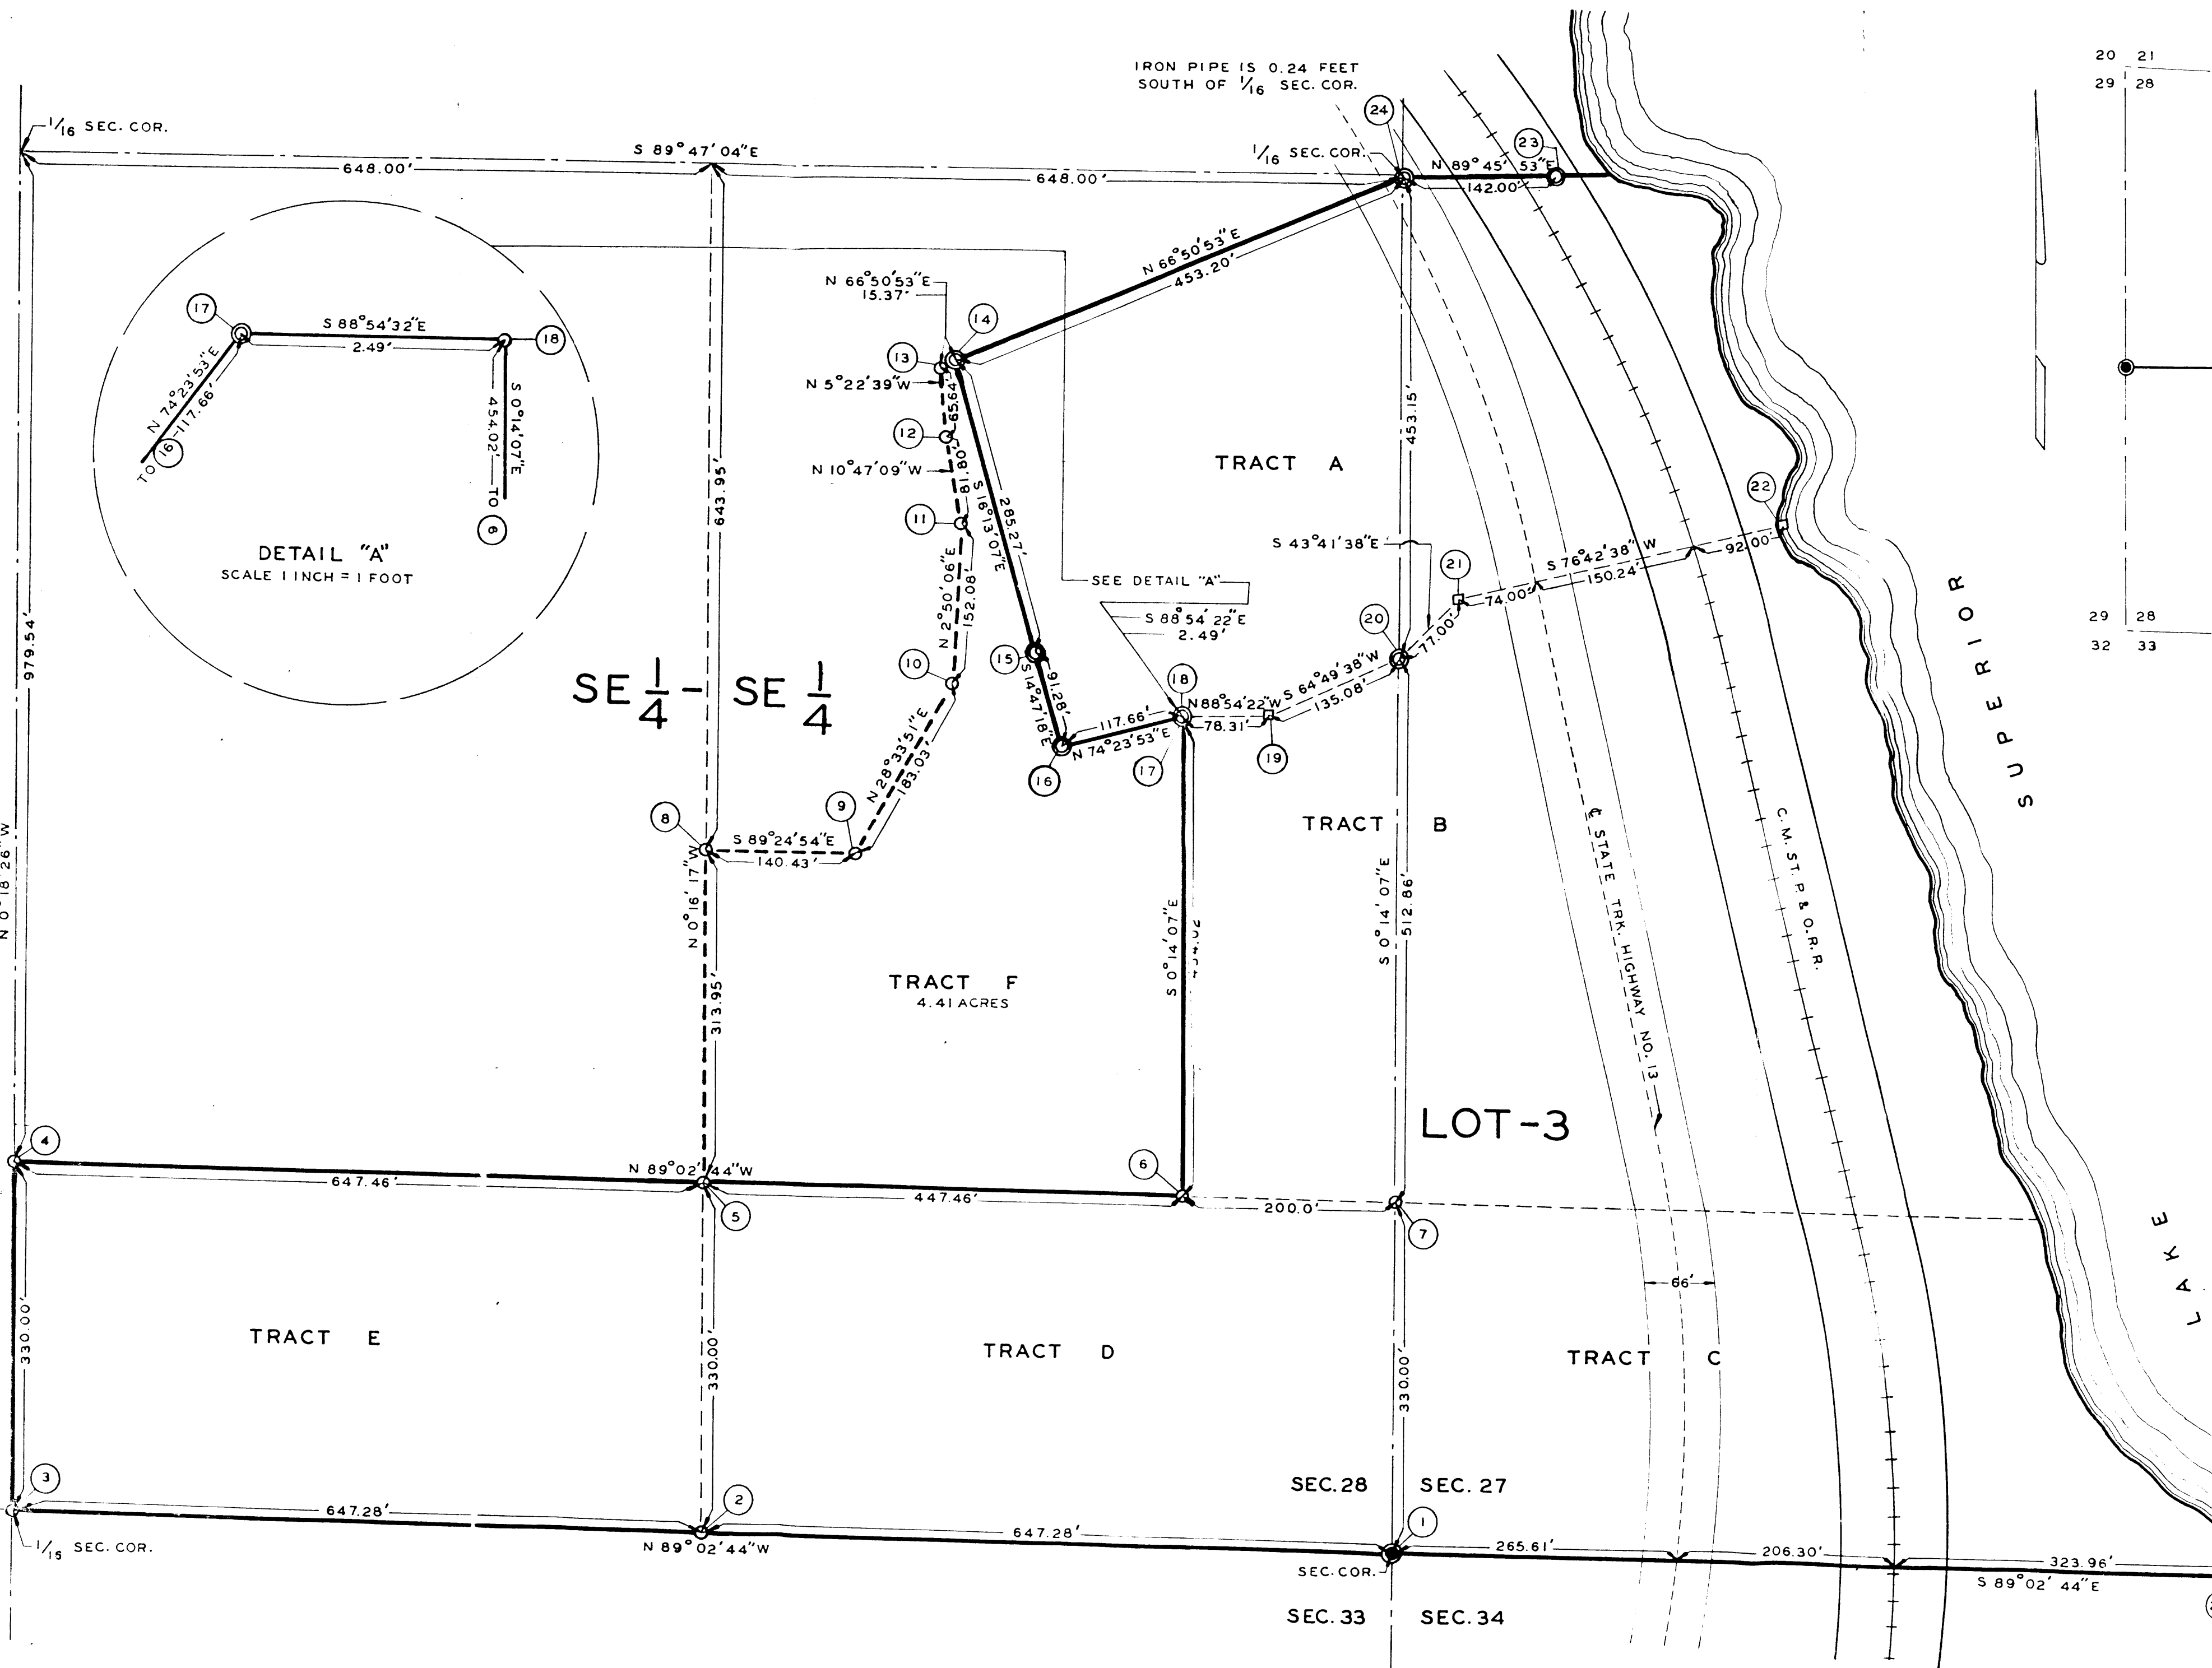 IRON PIPE IS 0.24 FEET
SOUTH OF 1/16 SEC. COR.
20 21
29 28
24
1/16 SEC. COR.
S 89°47'04"E
648.00'
648.00'
1/16 SEC. COR.
23
N 89°45'53"E
142.00'
N 66°50'53"E
453.20'
N 66°50'53"E
15.37'
14
13
N 5°22'39"W
65.64'
12
N 10°47'09"W
81.80'
11
17
S 88°54'32"E
2.49'
18
N 74°23'53"E
117.66'
TO 16
S 0°14'07"E
454.02'
TO 6
DETAIL "A"
SCALE 1 INCH = 1 FOOT
979.54'
643.95'
S 16°13'07"E
285.27'
TRACT A
453.15'
22
S 43°41'38"E
S 76°42'38" W
92.00'
150.24'
74.00'
21
77.00'
20
SEE DETAIL "A"
S 88°54'22"E
2.49'
N 2°50'06"E
152.08'
10
15
S 14°47'18"E
91.28'
18
N88°54'22"W
78.31'
S 64°49'38"W
135.08'
19
117.66'
N 74°23'53"E
17
16
29 28
32 33
SE 1/4 - SE 1/4
N 28°33'51"E
183.03'
8
9
S 89°24'54"E
140.43'
N 0°18'26"W
N 0°16'17"W
313.95'
TRACT B
S 0°14'07"E
S 0°14'07"E
512.86'
℄ STATE TRK. HIGHWAY NO. 13
C. M. ST. P. & O. R. R.
LAKE SUPERIOR
TRACT F
4.41 ACRES
LOT-3
4
N 89°02'44"W
647.46'
447.46'
5
6
200.0'
7
66'
330.00'
330.00'
330.00'
TRACT E
TRACT D
TRACT C
3
647.28'
2
647.28'
N 89°02'44"W
1/16 SEC. COR.
SEC. 28 SEC. 27
1
SEC. COR.
265.61'
206.30'
323.96'
S 89°02'44"E
SEC. 33 SEC. 34